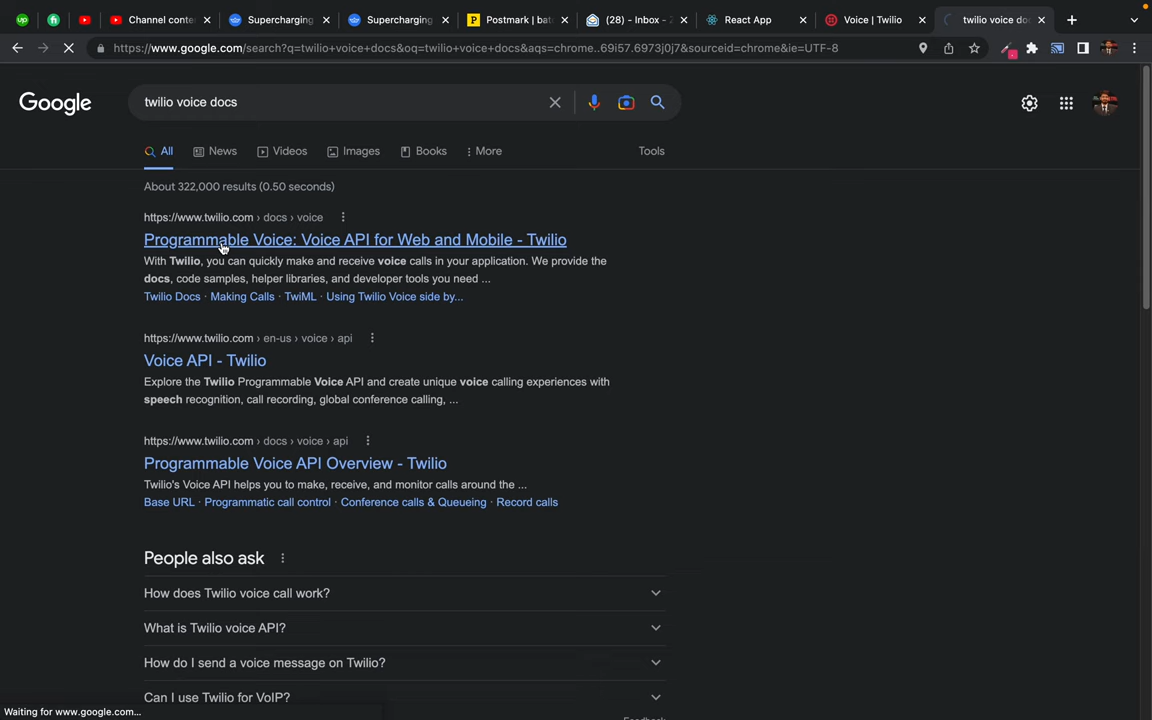 up
fi
Channel conte
Supercharging
Supercharging
Postmark | bat
(28) - Inbox - 2
React App
Voice | Twilio
twilio voice doc
https://www.google.com/search?q=twilio+voice+docs&oq=twilio+voice+docs&aqs=chrome..69i57.6973j0j7&sourceid=chrome&ie=UTF-8
Google
twilio voice docs
All
News
Videos
Images
Books
More
Tools
About 322,000 results (0.50 seconds)
https://www.twilio.com › docs › voice
Programmable Voice: Voice API for Web and Mobile - Twilio
With Twilio, you can quickly make and receive voice calls in your application. We provide the
docs, code samples, helper libraries, and developer tools you need ...
Twilio Docs · Making Calls · TwiML · Using Twilio Voice side by...
https://www.twilio.com › en-us › voice › api
Voice API - Twilio
Explore the Twilio Programmable Voice API and create unique voice calling experiences with
speech recognition, call recording, global conference calling, ...
https://www.twilio.com › docs › voice › api
Programmable Voice API Overview - Twilio
Twilio's Voice API helps you to make, receive, and monitor calls around the ...
Base URL · Programmatic call control · Conference calls & Queueing · Record calls
People also ask
How does Twilio voice call work?
What is Twilio voice API?
How do I send a voice message on Twilio?
Can I use Twilio for VoIP?
Feedback
Waiting for www.google.com...